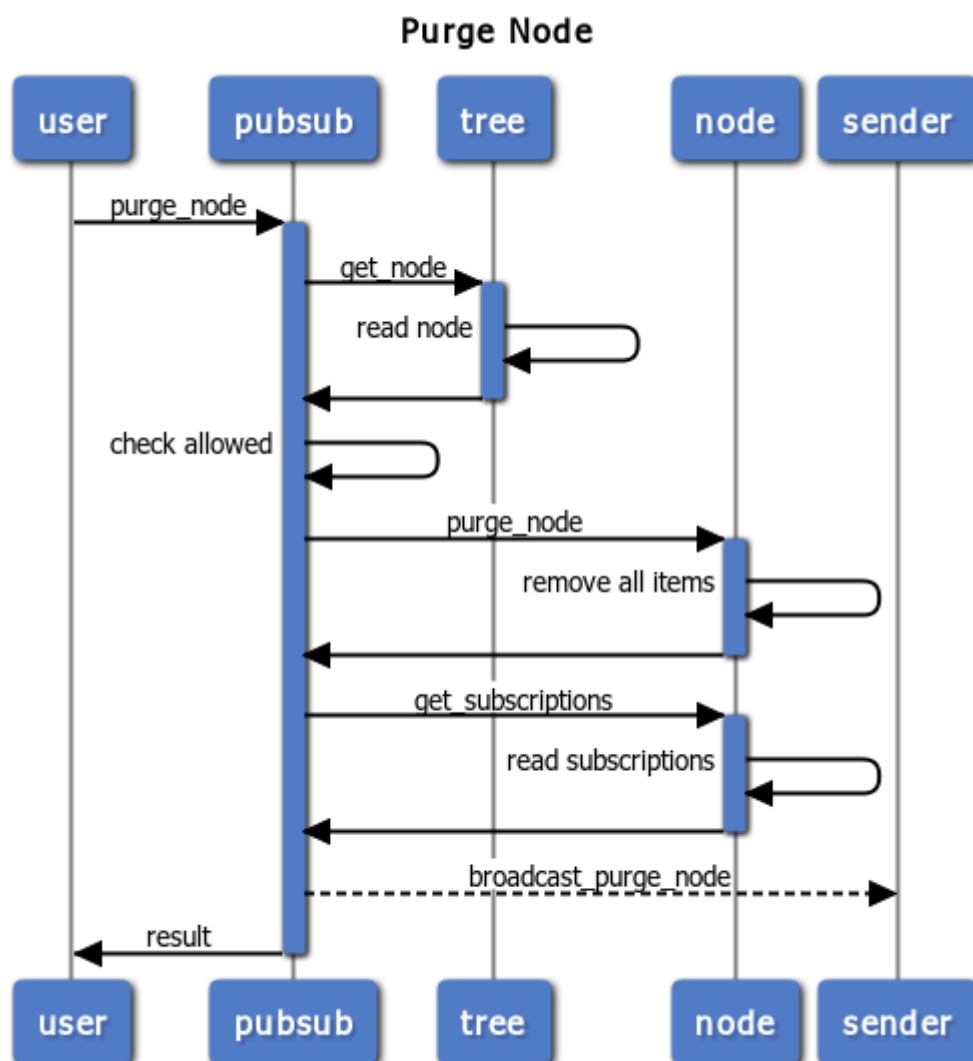 Purge Node
user pubsub tree node sender
purge_node
get_node
read node
check allowed
purge_node
remove all items
get_subscriptions
read subscriptions
broadcast_purge_node
result
user pubsub tree node sender